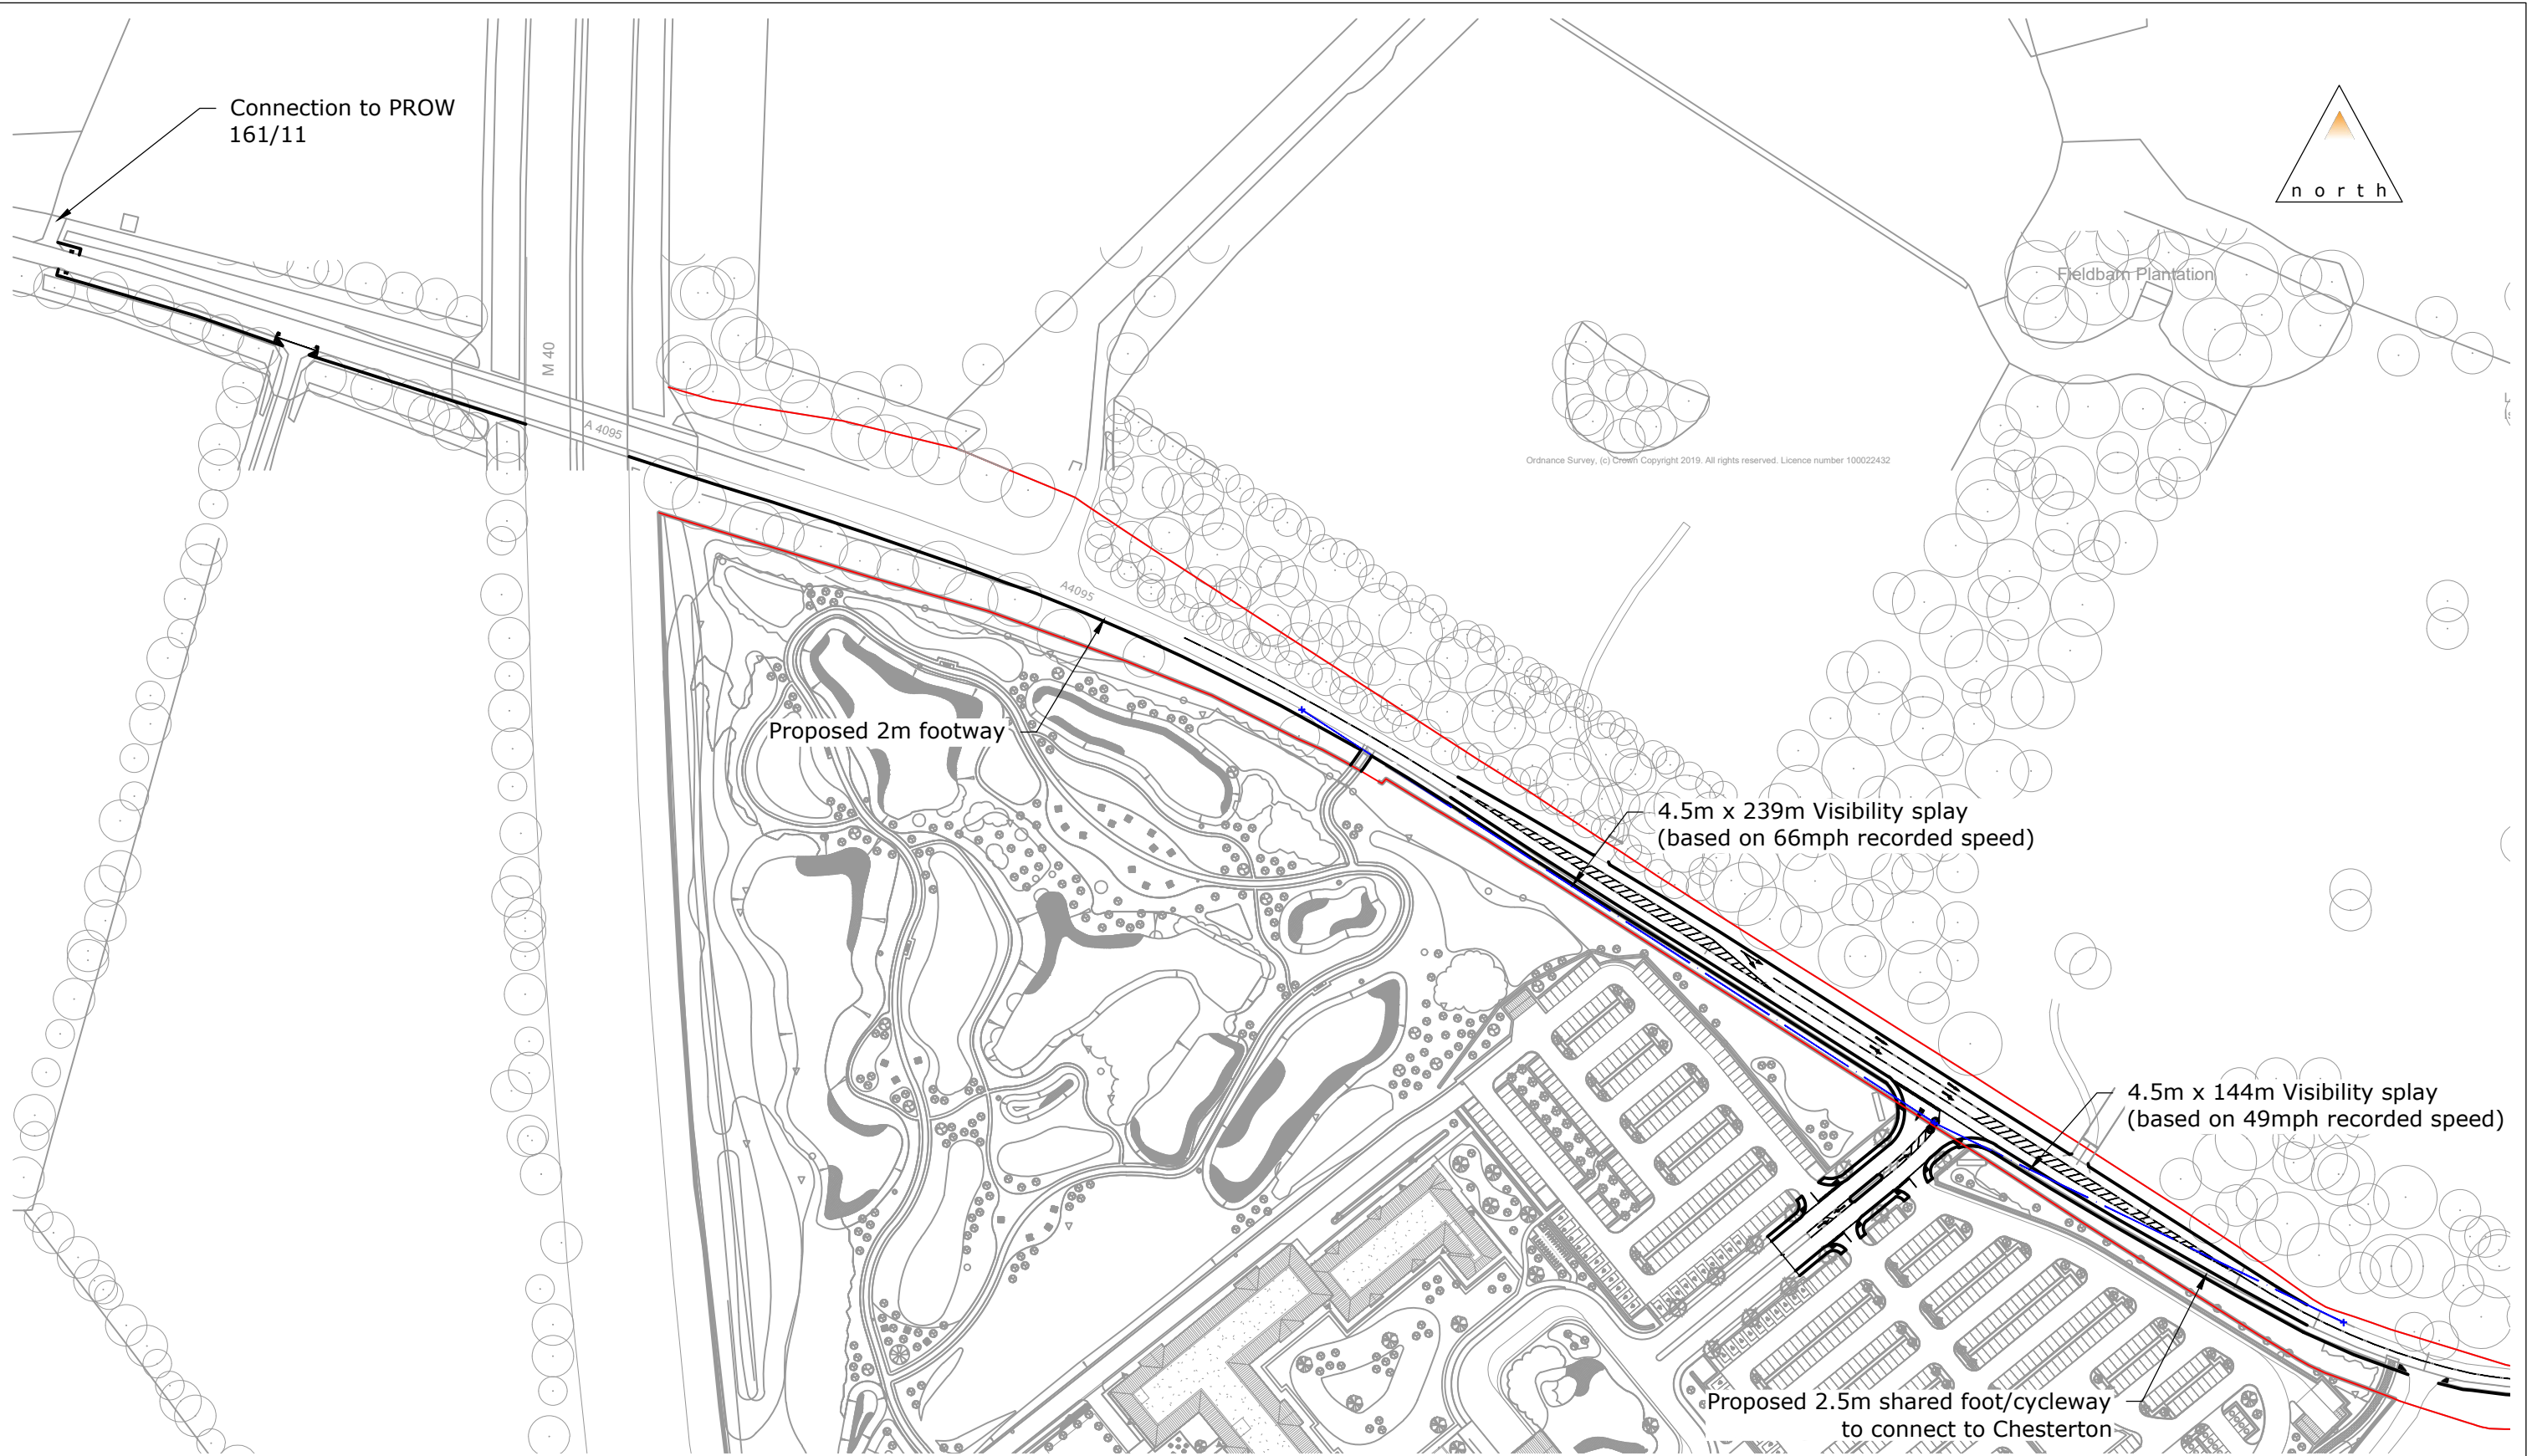 Connection to PROW
161/11
north
Fieldbarn Plantation
M 40
A 4095
Ordnance Survey, (c) Crown Copyright 2019. All rights reserved. Licence number 100022432
A4095
Proposed 2m footway
4.5m x 239m Visibility splay
(based on 66mph recorded speed)
4.5m x 144m Visibility splay
(based on 49mph recorded speed)
Proposed 2.5m shared foot/cycleway
to connect to Chesterton